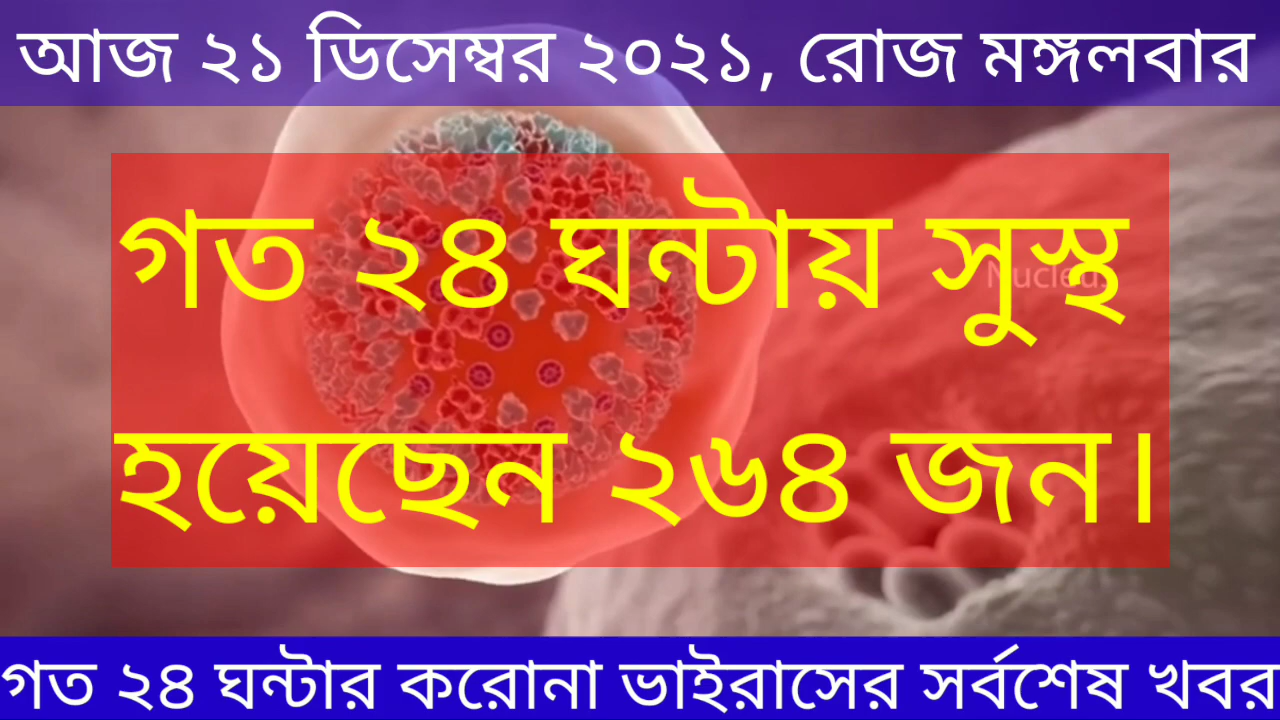 আজ ২১ ডিসেম্বর ২০২১, রোজ মঙ্গলবার
গত ২৪ ঘন্টায় সুস্থ
Nucleus
হয়েছেন ২৬৪ জন।
গত ২৪ ঘন্টার করোনা ভাইরাসের সর্বশেষ খবর